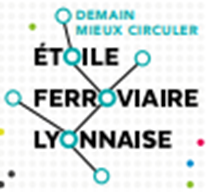 DEMAIN
MIEUX CIRCULER
ÉTOILE
FERROVIAIRE
LYONNAISE